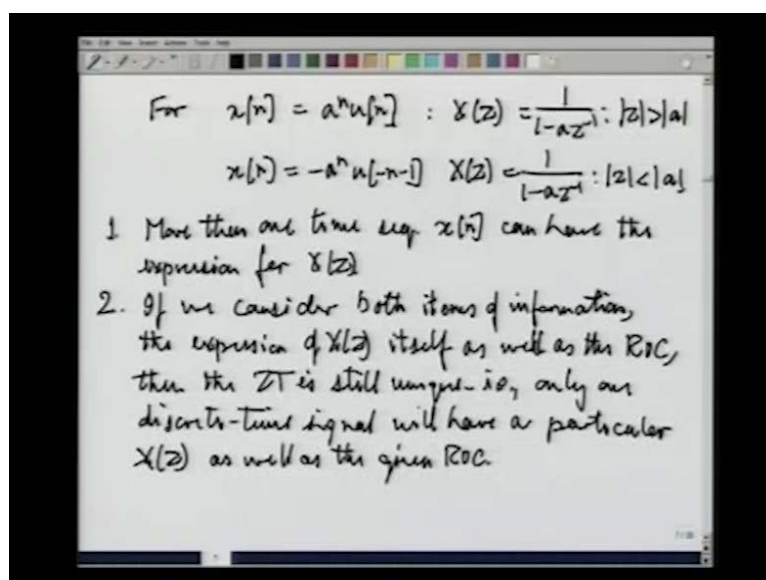 For x[n] = aⁿu[n] : X(z) = 1/(1-az⁻¹) : |z|>|a|
x[n] = -aⁿ u[-n-1] X(z) = 1/(1-az⁻¹) : |z|<|a|
1 More than one time seq. x[n] can have the
expression for X(z)
2. If we consider both items of information,
the expression of X(z) itself as well as the ROC,
then the ZT is still unique - ie, only one
discrete-time signal will have a particular
X(z) as well as the given ROC.